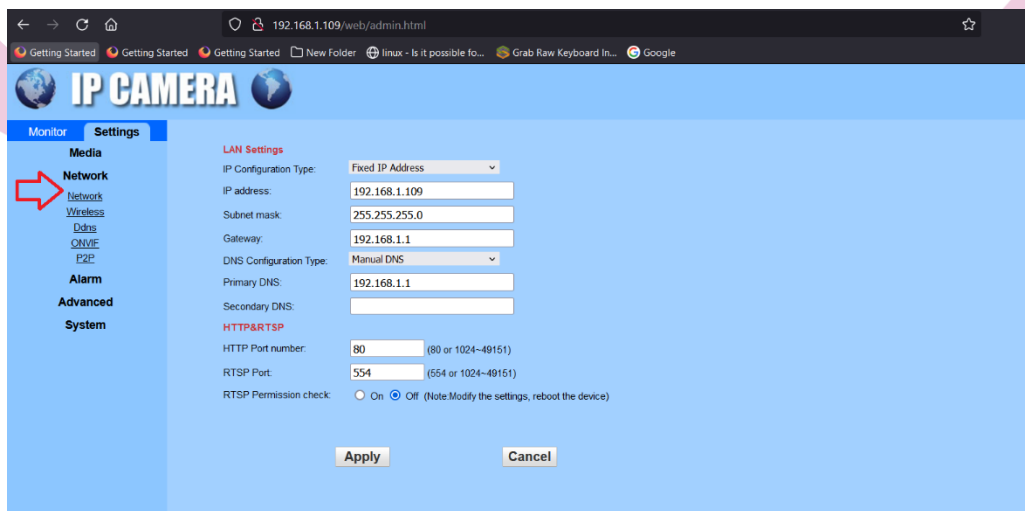 192.168.1.109/web/admin.html
Getting Started Getting Started Getting Started New Folder linux - Is it possible fo... Grab Raw Keyboard In... Google
IP CAMERA
Monitor Settings
Media
Network
Network
Wireless
Ddns
ONVIF
P2P
Alarm
Advanced
System
LAN Settings
IP Configuration Type: Fixed IP Address
IP address: 192.168.1.109
Subnet mask: 255.255.255.0
Gateway: 192.168.1.1
DNS Configuration Type: Manual DNS
Primary DNS: 192.168.1.1
Secondary DNS:
HTTP&RTSP
HTTP Port number: 80 (80 or 1024~49151)
RTSP Port: 554 (554 or 1024~49151)
RTSP Permission check: On Off (Note:Modify the settings, reboot the device)
Apply Cancel